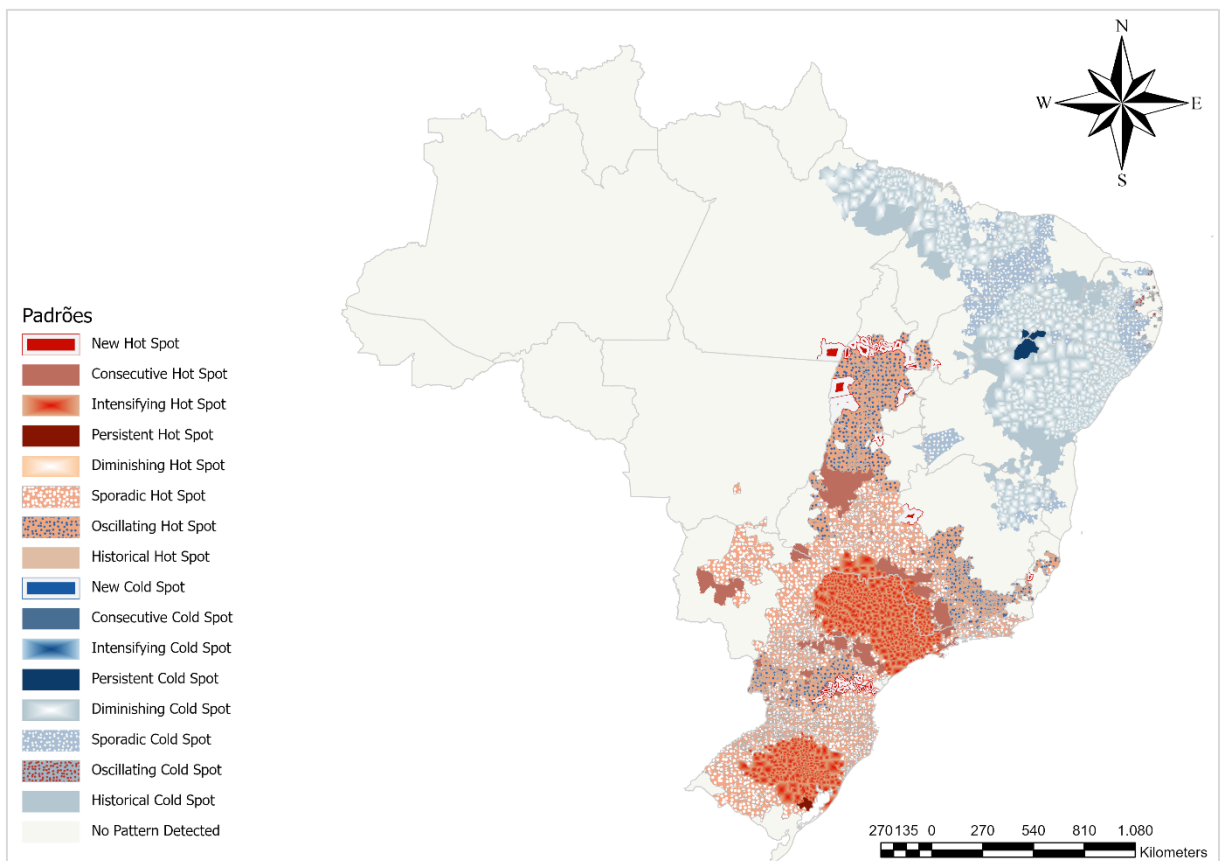 N
W
E
S
Padrões
New Hot Spot
Consecutive Hot Spot
Intensifying Hot Spot
Persistent Hot Spot
Diminishing Hot Spot
Sporadic Hot Spot
Oscillating Hot Spot
Historical Hot Spot
New Cold Spot
Consecutive Cold Spot
Intensifying Cold Spot
Persistent Cold Spot
Diminishing Cold Spot
Sporadic Cold Spot
Oscillating Cold Spot
Historical Cold Spot
No Pattern Detected
270 135 0 270 540 810 1.080
Kilometers